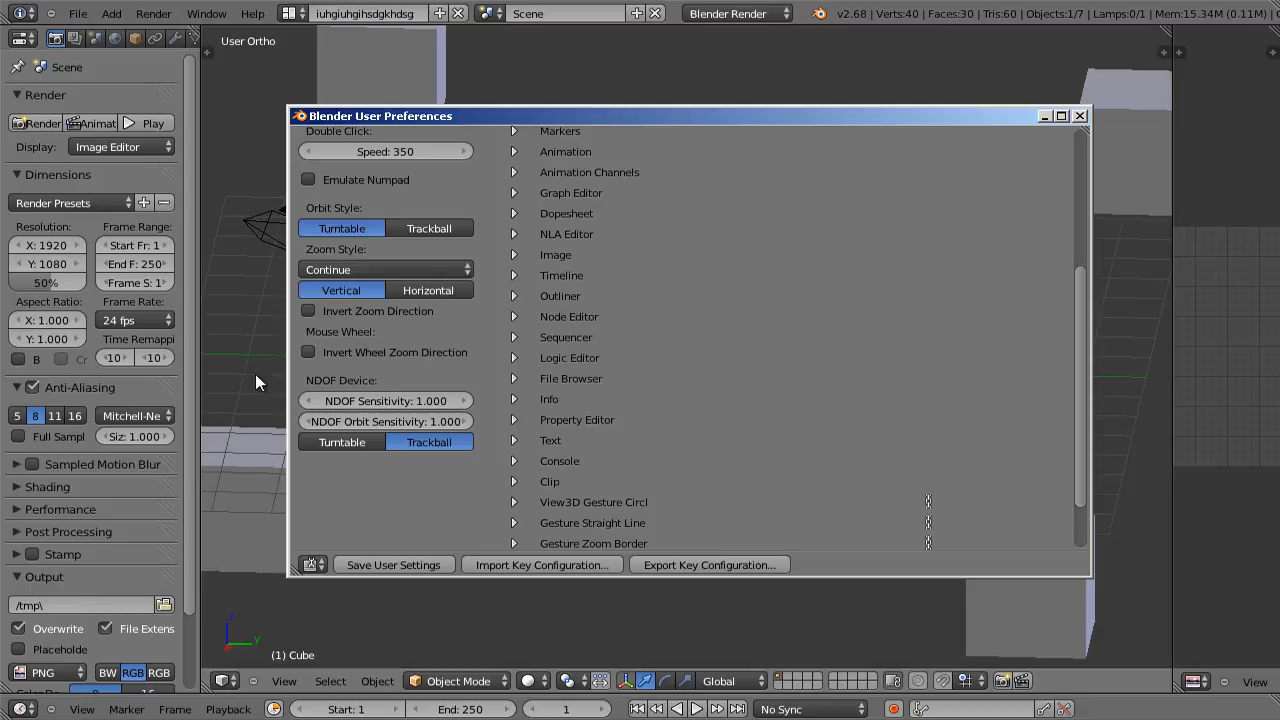 File Add Render Window Help iuhgiuhgihsdgkhdsg Scene Blender Render v2.68 | Verts:40 | Faces:30 | Tris:60 | Objects:1/7 | Lamps:0/1 | Mem:15.34M (0.11M) |
Scene
Render
Render Animat Play
Display: Image Editor
Dimensions
Render Presets
Resolution: Frame Range:
X: 1920 Start Fr: 1
Y: 1080 End F: 250
50% Frame S: 1
Aspect Ratio: Frame Rate:
X: 1.000 24 fps
Y: 1.000 Time Remappi
B Cr 10 10
Anti-Aliasing
5 8 11 16 Mitchell-Ne
Full Sampl Siz: 1.000
Sampled Motion Blur
Shading
Performance
Post Processing
Stamp
Output
/tmp\
Overwrite File Extens
Placeholde
PNG BW RGB RGB
User Ortho
Blender User Preferences
Double Click:
Speed: 350
Emulate Numpad
Orbit Style:
Turntable Trackball
Zoom Style:
Continue
Vertical Horizontal
Invert Zoom Direction
Mouse Wheel:
Invert Wheel Zoom Direction
NDOF Device:
NDOF Sensitivity: 1.000
NDOF Orbit Sensitivity: 1.000
Turntable Trackball
Markers
Animation
Animation Channels
Graph Editor
Dopesheet
NLA Editor
Image
Timeline
Outliner
Node Editor
Sequencer
Logic Editor
File Browser
Info
Property Editor
Text
Console
Clip
View3D Gesture Circl
Gesture Straight Line
Gesture Zoom Border
Save User Settings Import Key Configuration... Export Key Configuration...
z
y
(1) Cube
View Select Object Object Mode Global View
View Marker Frame Playback Start: 1 End: 250 1 No Sync